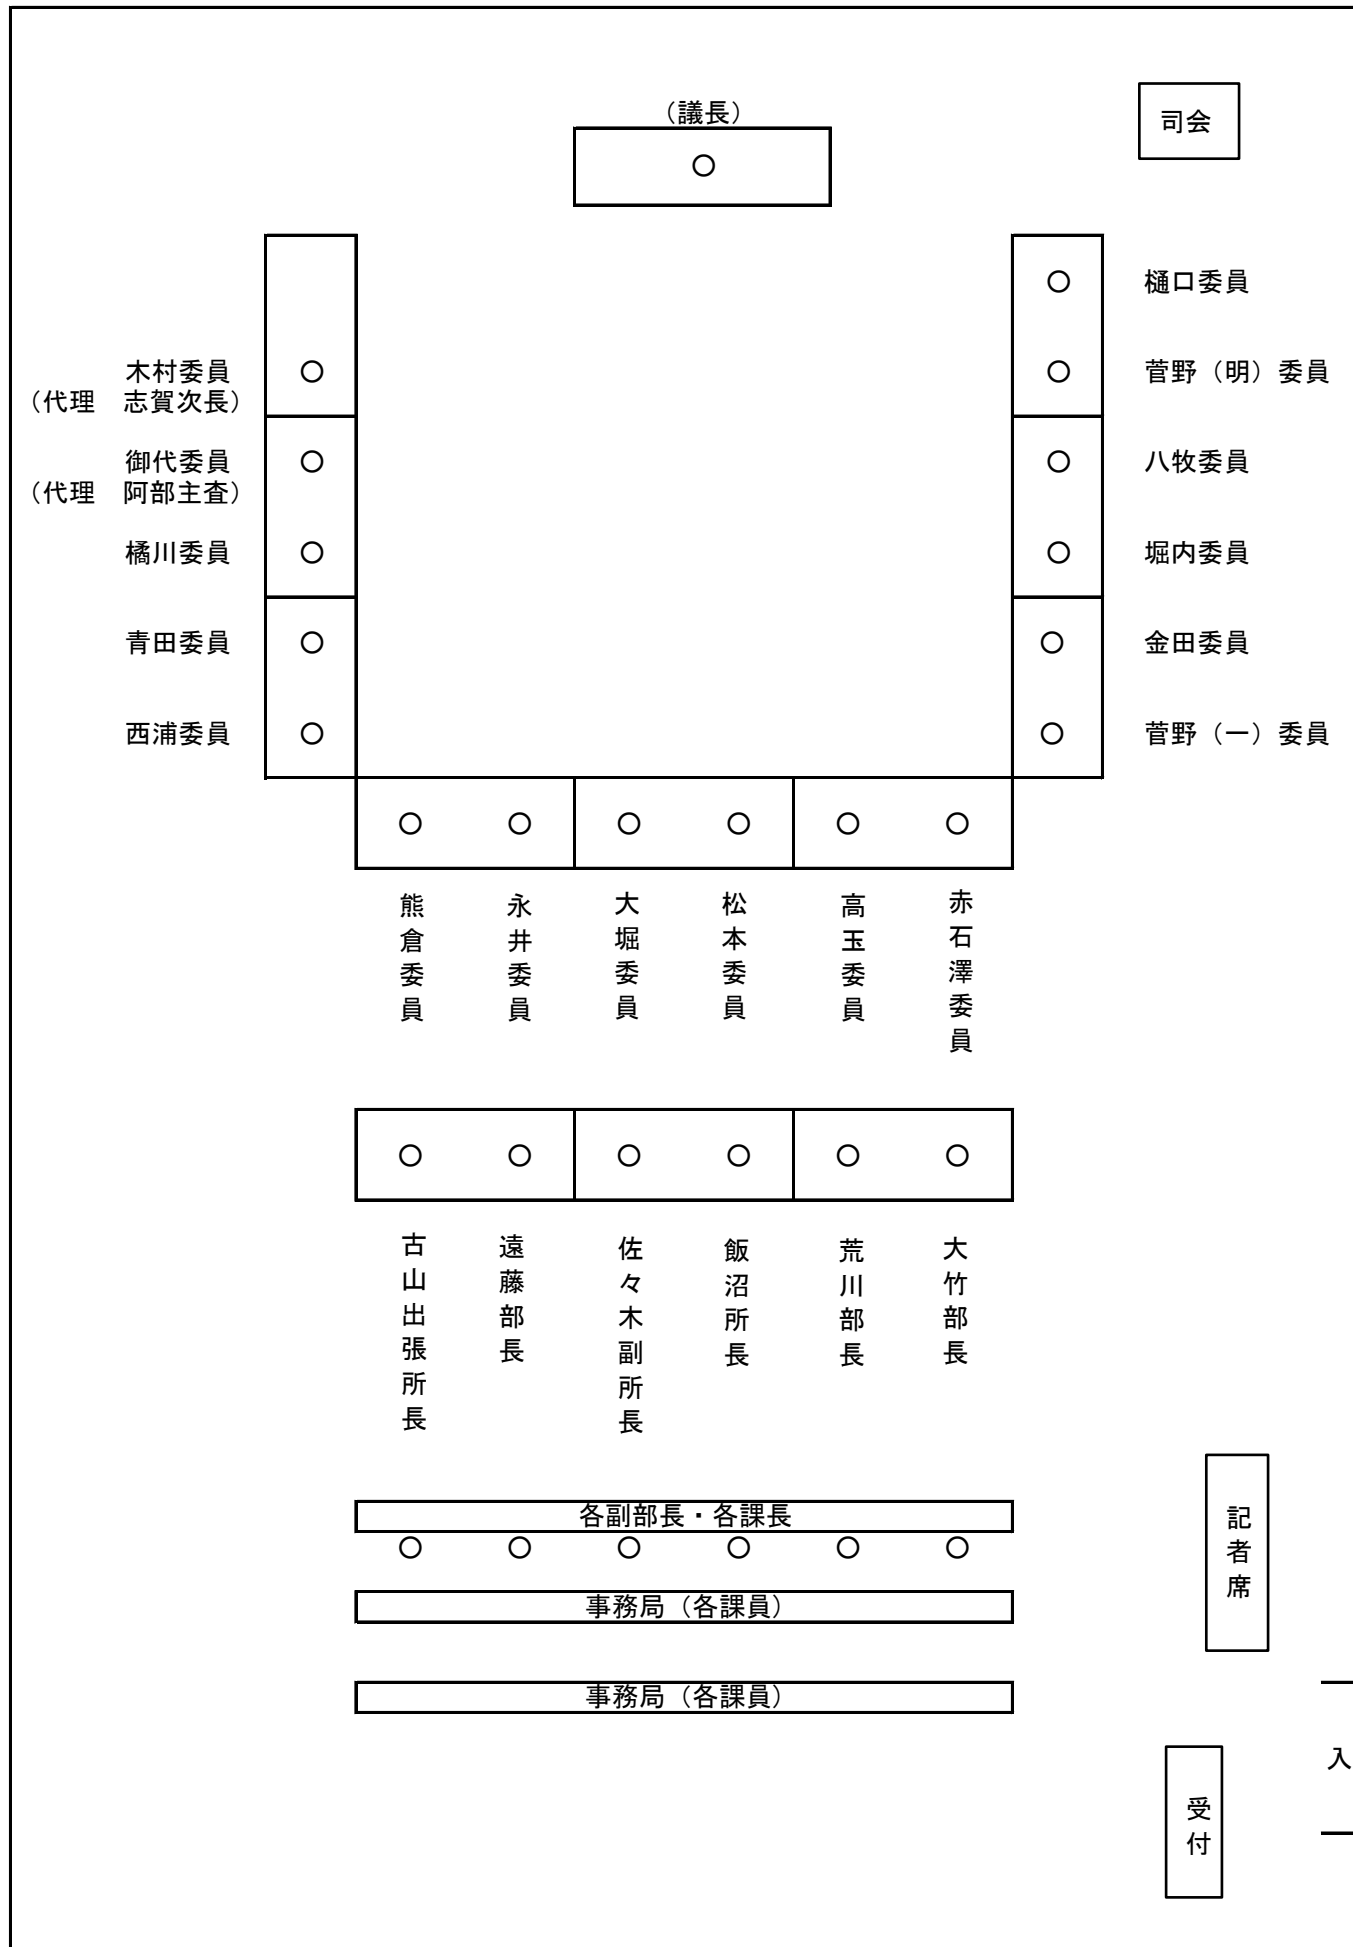 （議長）
司会
樋口委員
木村委員
（代理　志賀次長）
菅野（明）委員
御代委員
（代理　阿部主査）
八牧委員
橘川委員
堀内委員
青田委員
金田委員
西浦委員
菅野（一）委員
熊倉委員
永井委員
大堀委員
松本委員
高玉委員
赤石澤委員
古山出張所長
遠藤部長
佐々木副所長
飯沼所長
荒川部長
大竹部長
各副部長・各課長
記者席
事務局（各課員）
事務局（各課員）
入
受付